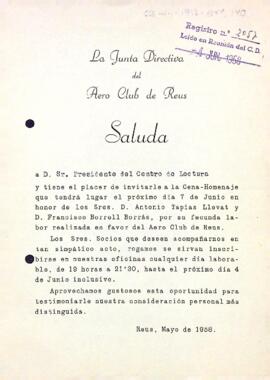 Registro n.º 2057
Leído en Reunión del C.D.
4 JUN. 1958
La Junta Directiva
del
Aero Club de Reus
Saluda
a D. Sr. Presidente del Centro de Lectura
y tiene el placer de invitarle a la Cena-Homenaje
que tendrá lugar el próximo día 7 de Junio en
honor de los Sres. D. Antonio Tapias Llovat y
D. Francisco Borrell Borrás, por su fecunda la-
bor realizada en favor del Aero Club de Reus.
Los Sres. Socios que deseen acompañarnos en
tan simpático acto, rogamos se sirvan inscri-
birse en nuestras oficinas cualquier día labora-
ble, de 19 horas a 21'30, hasta el próximo día 4
de Junio inclusive.
Aprovechamos gustosos esta oportunidad para
testimoniarle nuestra consideración personal más
distinguida.
Reus, Mayo de 1958.